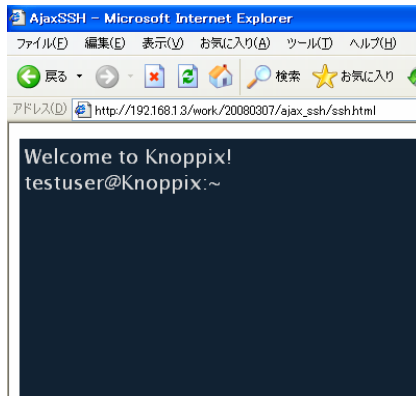 AjaxSSH - Microsoft Internet Explorer
ファイル(F) 編集(E) 表示(V) お気に入り(A) ツール(T) ヘルプ(H)
戻る 検索 お気に入り
アドレス(D) http://192.168.1.3/work/20080307/ajax_ssh/ssh.html
Welcome to Knoppix!
testuser@Knoppix:~